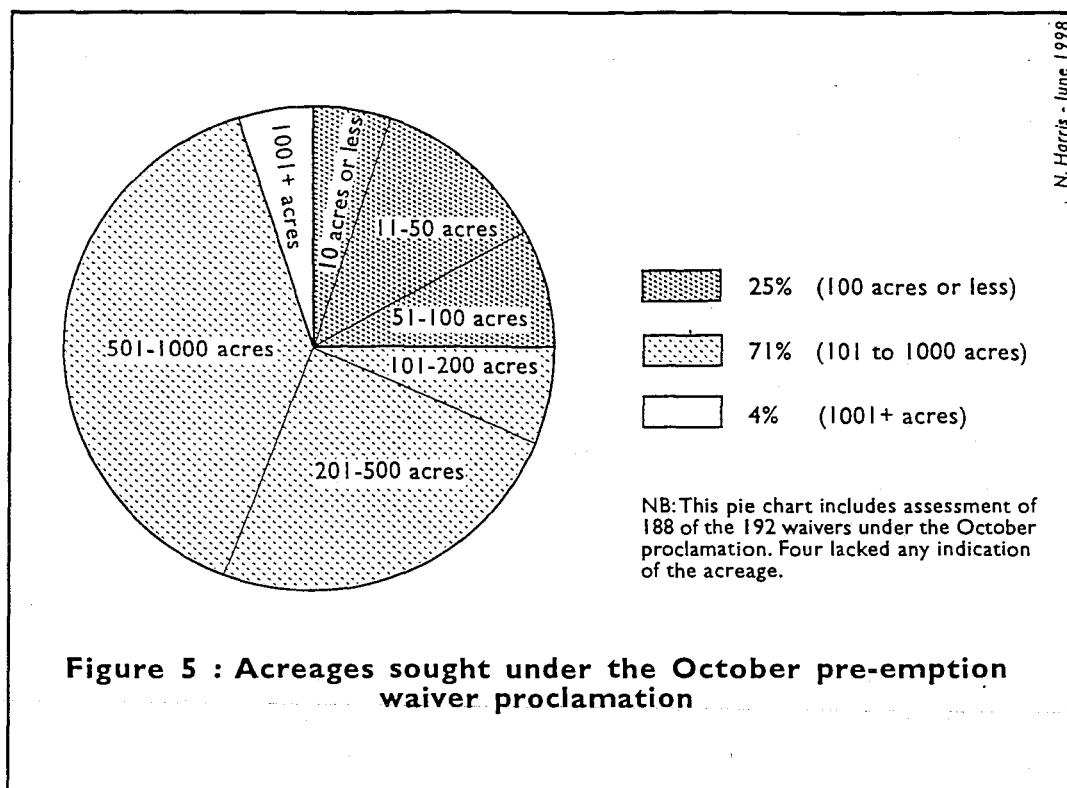 N. Harris - June 1998
10 acres or less
11-50 acres
51-100 acres
101-200 acres
201-500 acres
501-1000 acres
1001+ acres
25% (100 acres or less)
71% (101 to 1000 acres)
4% (1001+ acres)
NB: This pie chart includes assessment of
188 of the 192 waivers under the October
proclamation. Four lacked any indication
of the acreage.
Figure 5 : Acreages sought under the October pre-emption
waiver proclamation